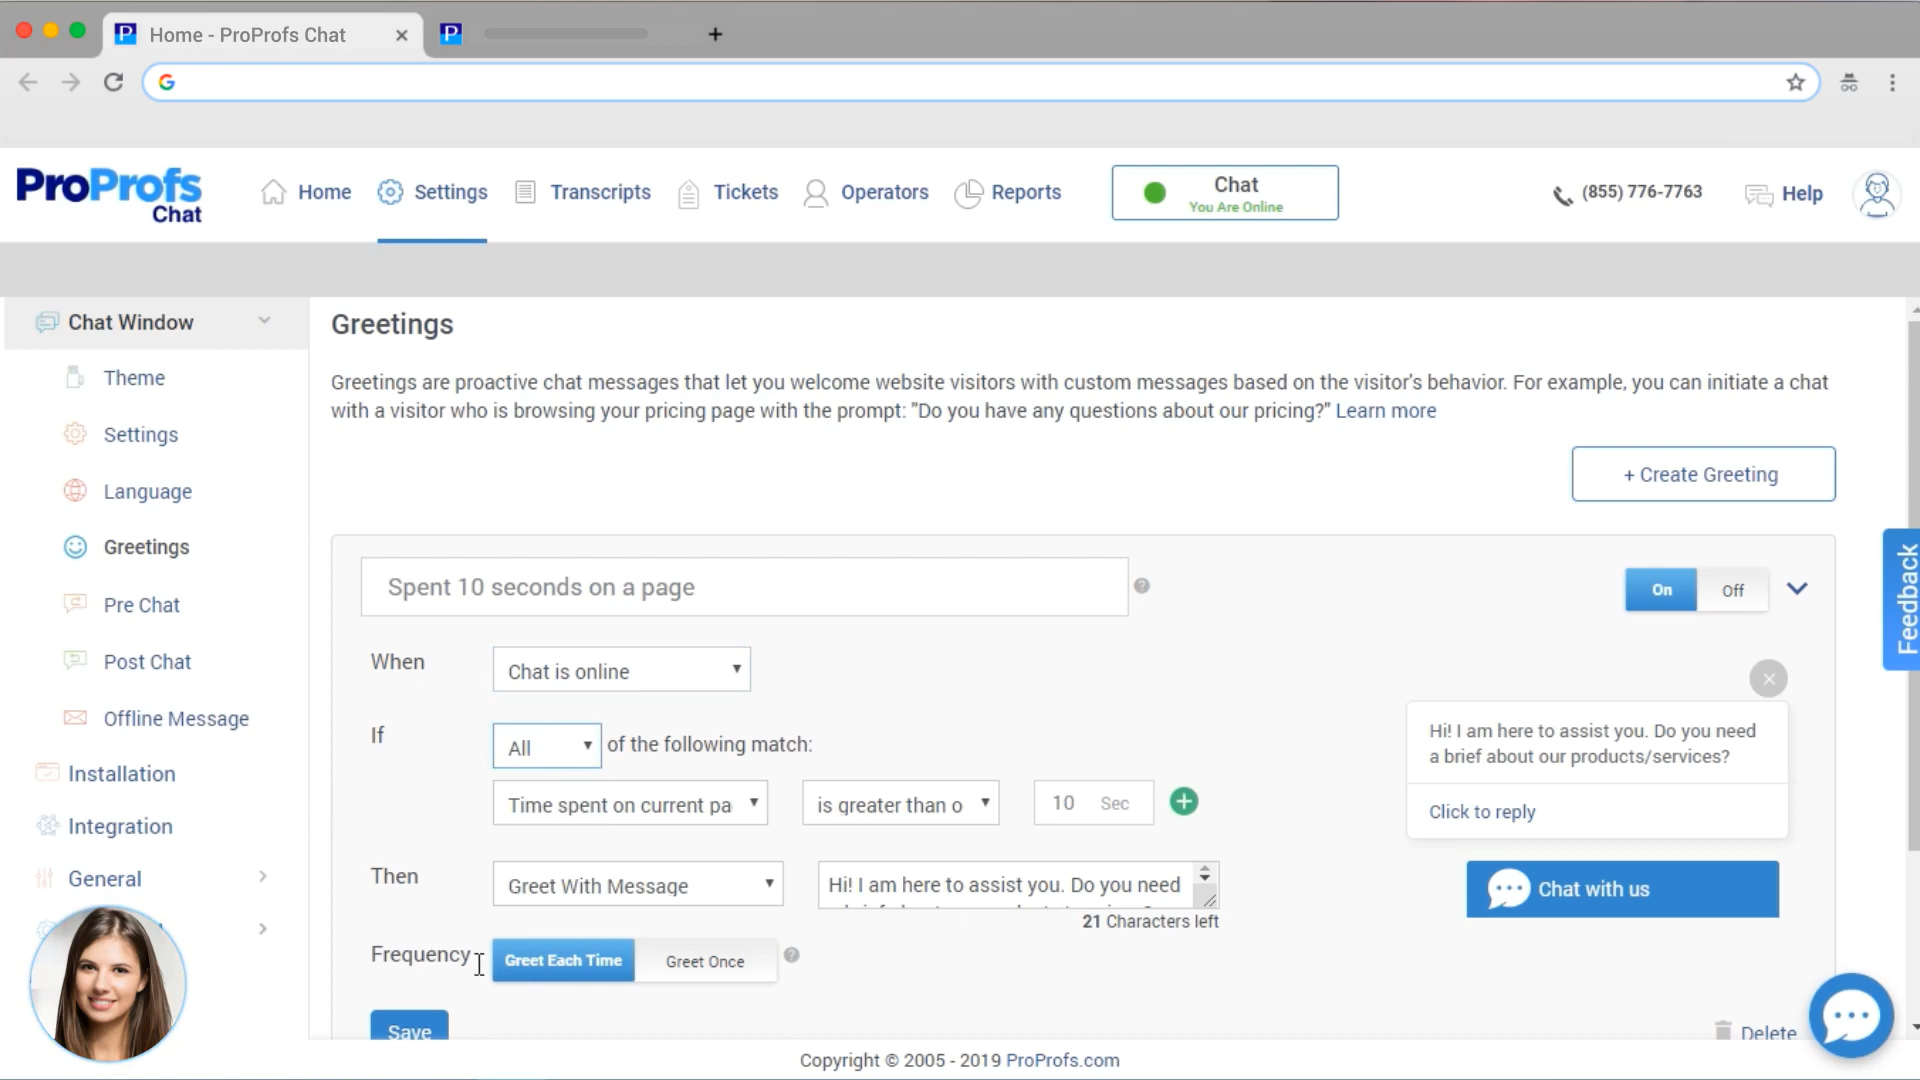 Home - ProProfs Chat
ProProfs
Chat
Home
Settings
Transcripts
Tickets
Operators
Reports
Chat
You Are Online
(855) 776-7763
Help
Chat Window
Theme
Settings
Language
Greetings
Pre Chat
Post Chat
Offline Message
Installation
Integration
General
Greetings
Greetings are proactive chat messages that let you welcome website visitors with custom messages based on the visitor's behavior. For example, you can initiate a chat
with a visitor who is browsing your pricing page with the prompt: "Do you have any questions about our pricing?" Learn more
+ Create Greeting
Spent 10 seconds on a page
On
Off
When
Chat is online
If
All
of the following match:
Time spent on current pa
is greater than o
10 Sec
Then
Greet With Message
Hi! I am here to assist you. Do you need
21 Characters left
Frequency
Greet Each Time
Greet Once
Save
Hi! I am here to assist you. Do you need
a brief about our products/services?
Click to reply
Chat with us
Delete
Feedback
Copyright © 2005 - 2019 ProProfs.com